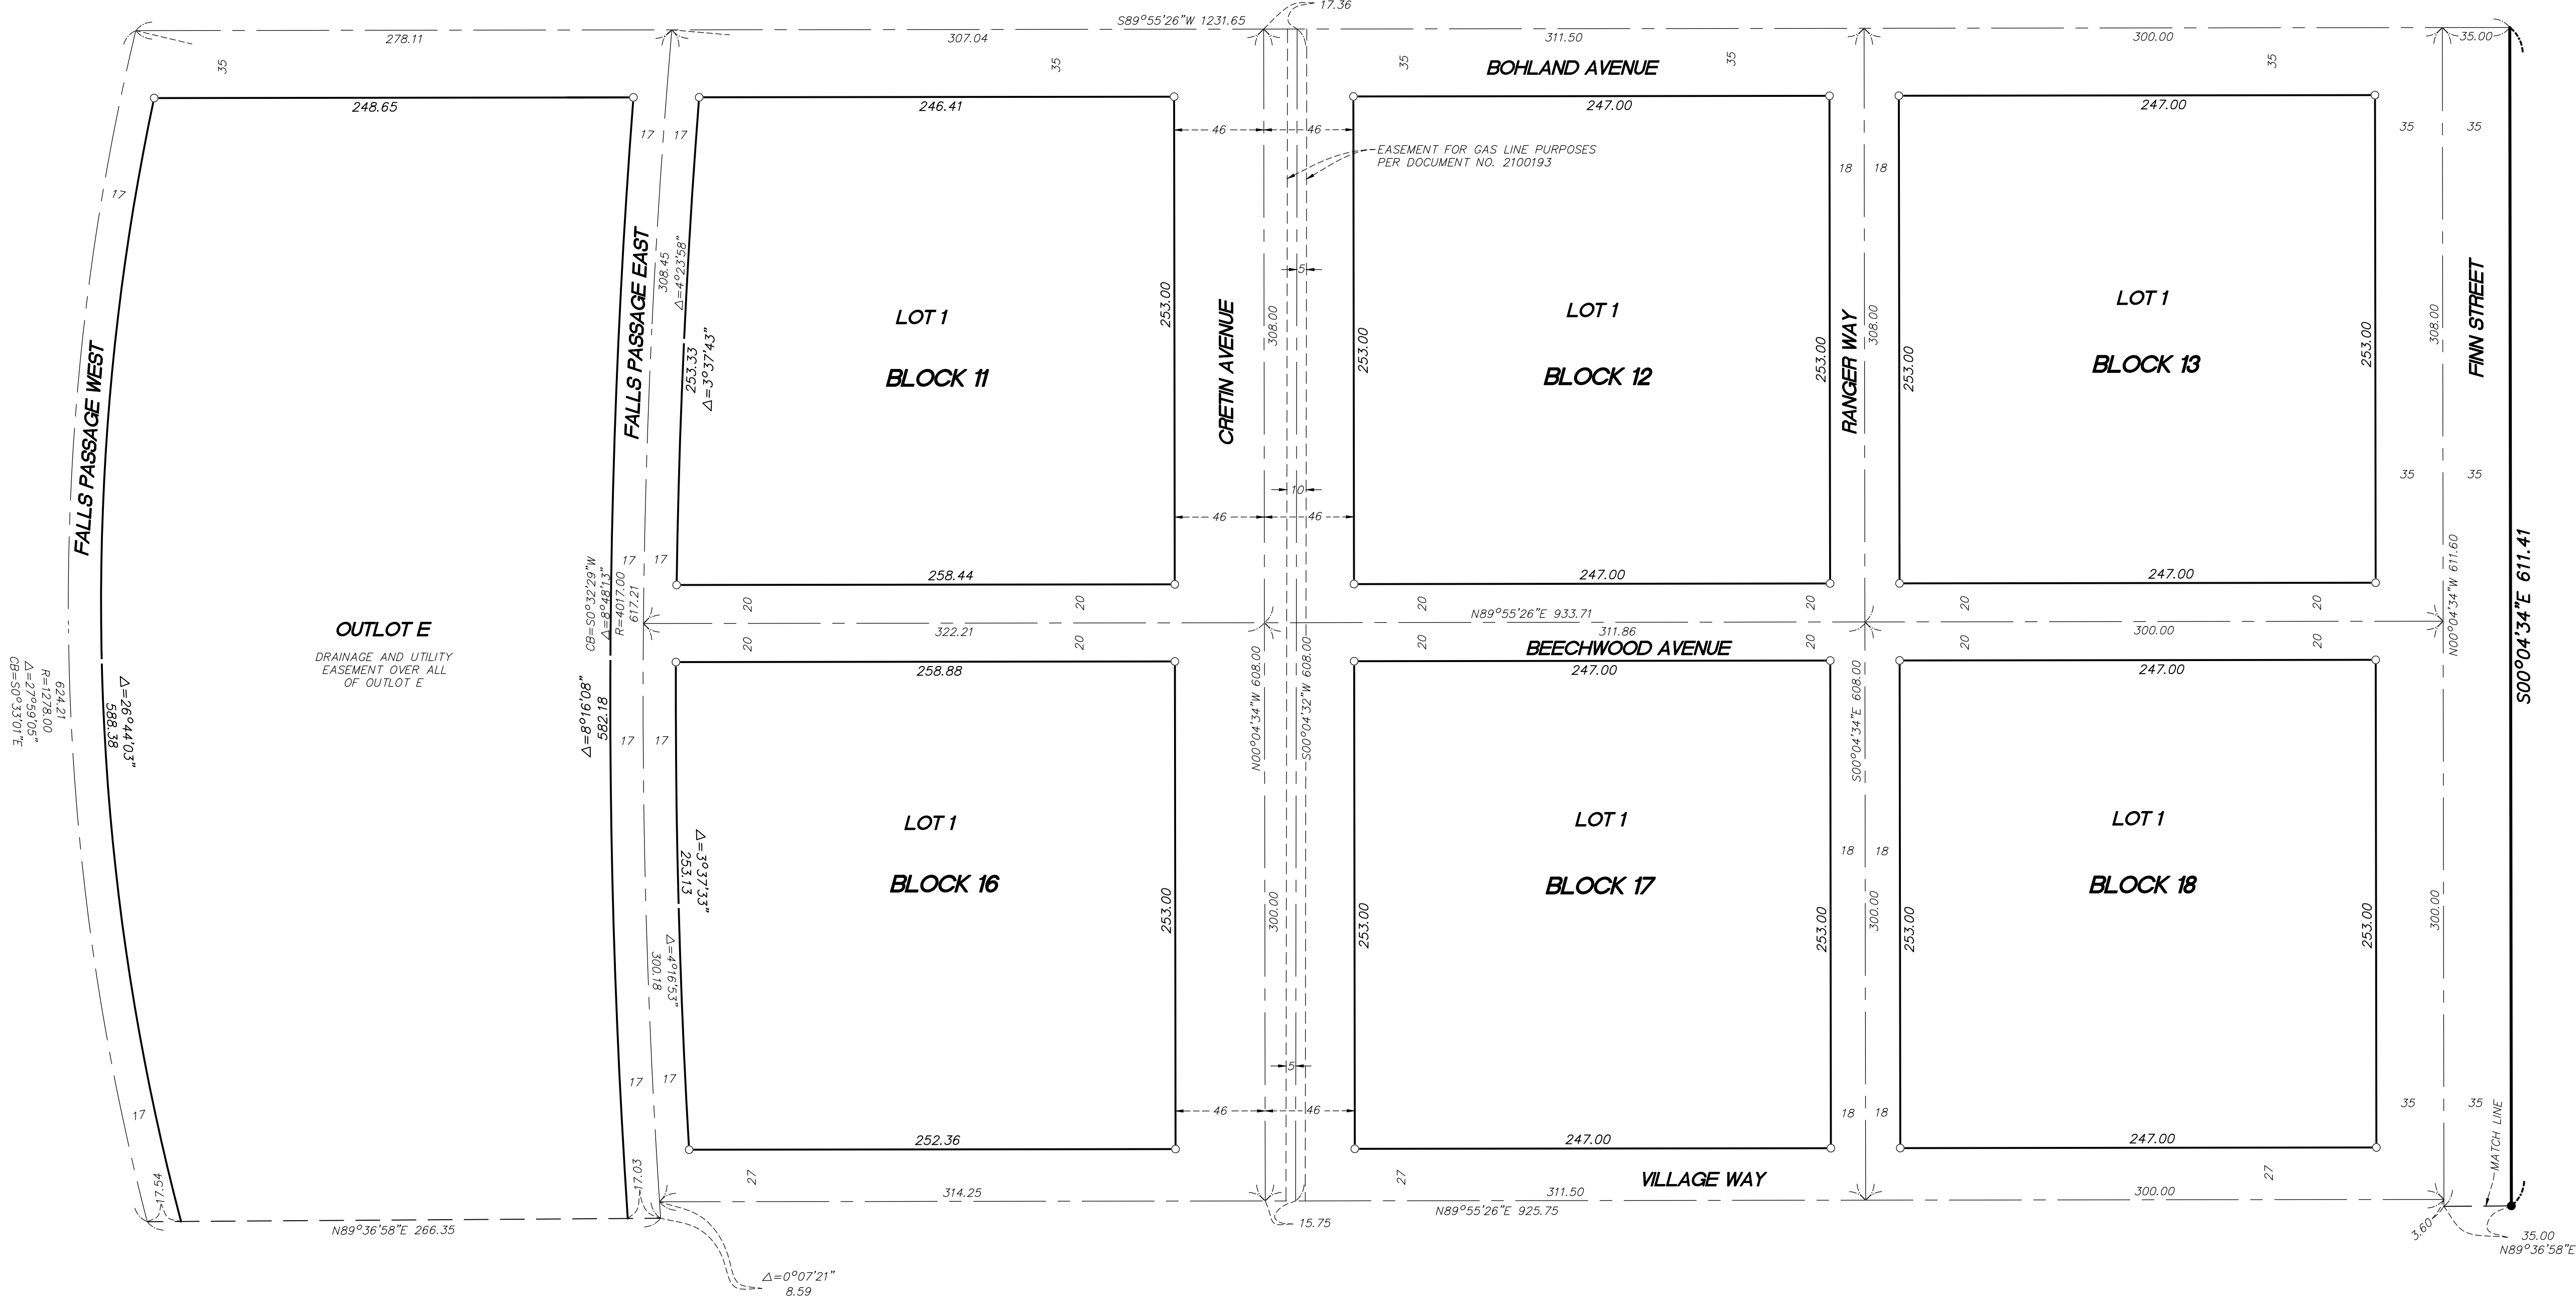 17.36
S89°55'26"W 1231.65
278.11
307.04
311.50
300.00
35.00
35
35
35
35
35
BOHLAND AVENUE
248.65
246.41
247.00
247.00
17
17
17
46
46
35
35
EASEMENT FOR GAS LINE PURPOSES
PER DOCUMENT NO. 2100193
18
18
FALLS PASSAGE WEST
FALLS PASSAGE EAST
308.45
Δ=4°23'58"
253.33
Δ=3°37'43"
LOT 1
BLOCK 11
253.00
CRETIN AVENUE
308.00
5
10
46
46
253.00
LOT 1
BLOCK 12
253.00
RANGER WAY
308.00
253.00
LOT 1
BLOCK 13
253.00
308.00
FINN STREET
35
35
17
17
CB=S0°32'29"W
Δ=8°48'13"
R=4017.00
617.21
258.44
247.00
247.00
20
20
20
20
20
20
N89°55'26"E 933.71
322.21
311.86
300.00
20
20
20
20
20
20
BEECHWOOD AVENUE
N00°04'34"W 611.60
S00°04'34"E 611.41
OUTLOT E
DRAINAGE AND UTILITY
EASEMENT OVER ALL
OF OUTLOT E
624.21
R=1278.00
Δ=27°59'05"
CB=S0°33'01"E
Δ=26°44'03"
588.38
Δ=8°16'08"
582.18
258.88
247.00
247.00
17
17
N00°04'34"W 608.00
S00°04'32"W 608.00
S00°04'34"E 608.00
Δ=3°37'33"
253.13
LOT 1
BLOCK 16
253.00
300.00
253.00
LOT 1
BLOCK 17
253.00
18
18
300.00
253.00
LOT 1
BLOCK 18
253.00
300.00
Δ=4°16'53"
300.18
17
17
17
5
46
46
18
18
35
35
MATCH LINE
252.36
247.00
247.00
17.54
17.03
27
27
27
VILLAGE WAY
314.25
311.50
300.00
N89°36'58"E 266.35
15.75
N89°55'26"E 925.75
3.60
35.00
N89°36'58"E
Δ=0°07'21"
8.59